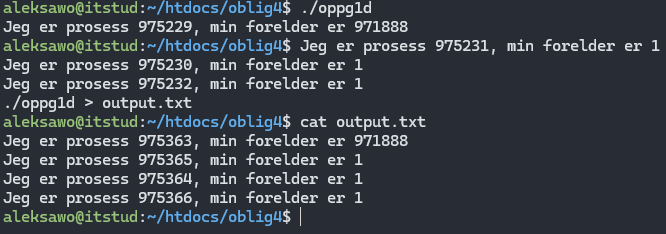 aleksawo@itstud:~/htdocs/oblig4$ ./oppg1d
Jeg er prosess 975229, min forelder er 971888
aleksawo@itstud:~/htdocs/oblig4$ Jeg er prosess 975231, min forelder er 1
Jeg er prosess 975230, min forelder er 1
Jeg er prosess 975232, min forelder er 1
./oppg1d > output.txt
aleksawo@itstud:~/htdocs/oblig4$ cat output.txt
Jeg er prosess 975363, min forelder er 971888
Jeg er prosess 975365, min forelder er 1
Jeg er prosess 975364, min forelder er 1
Jeg er prosess 975366, min forelder er 1
aleksawo@itstud:~/htdocs/oblig4$